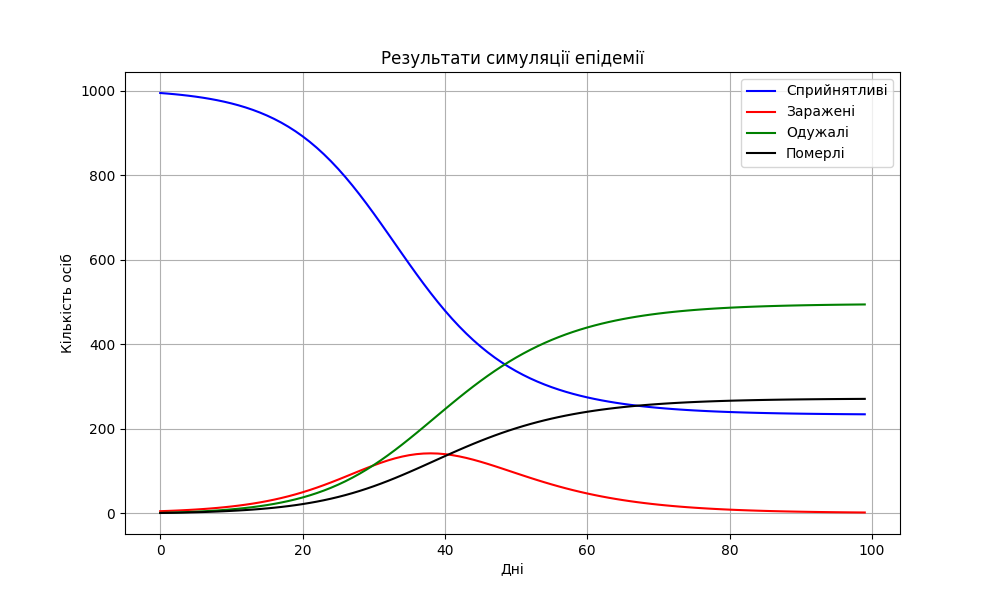 Результати симуляції епідемії
Сприйнятливі
Заражені
Одужалі
Померлі
Кількість осіб
1000
800
600
400
200
0
0 20 40 60 80 100
Дні